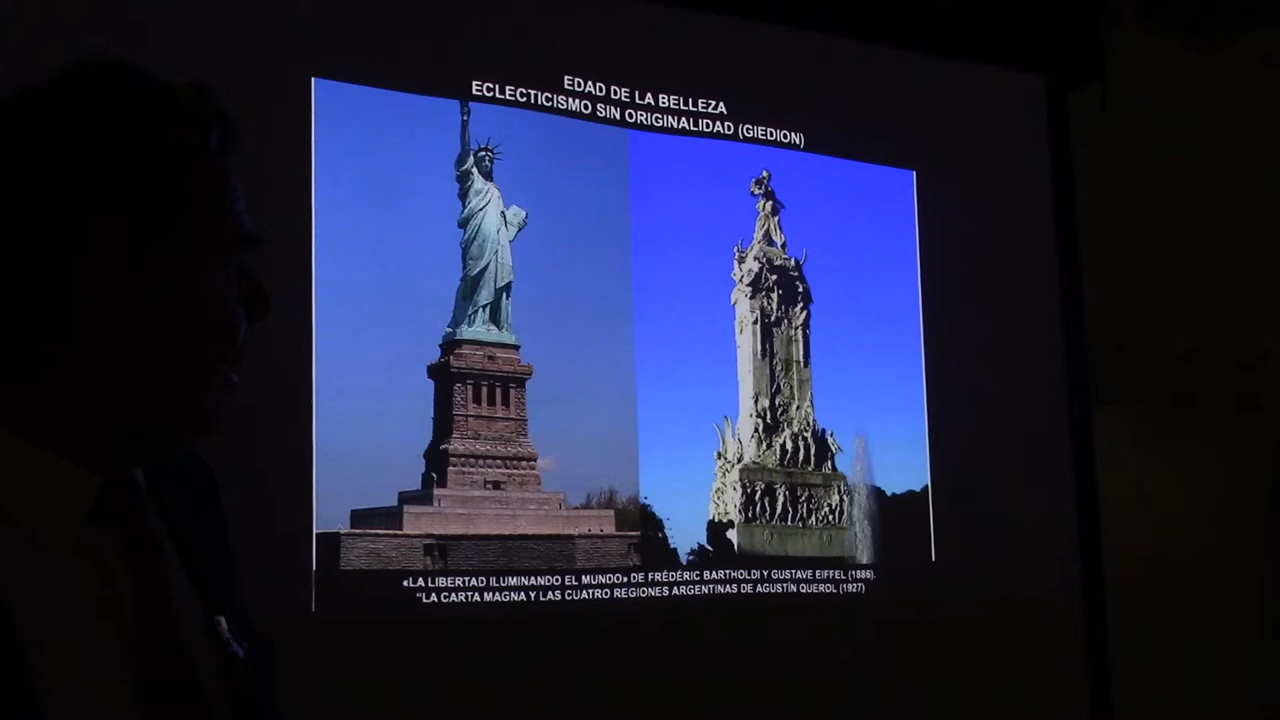 EDAD DE LA BELLEZA
ECLECTICISMO SIN ORIGINALIDAD (GIEDION)
«LA LIBERTAD ILUMINANDO EL MUNDO» DE FRÉDÉRIC BARTHOLDI Y GUSTAVE EIFFEL (1886).
"LA CARTA MAGNA Y LAS CUATRO REGIONES ARGENTINAS DE AGUSTÍN QUEROL (1927)